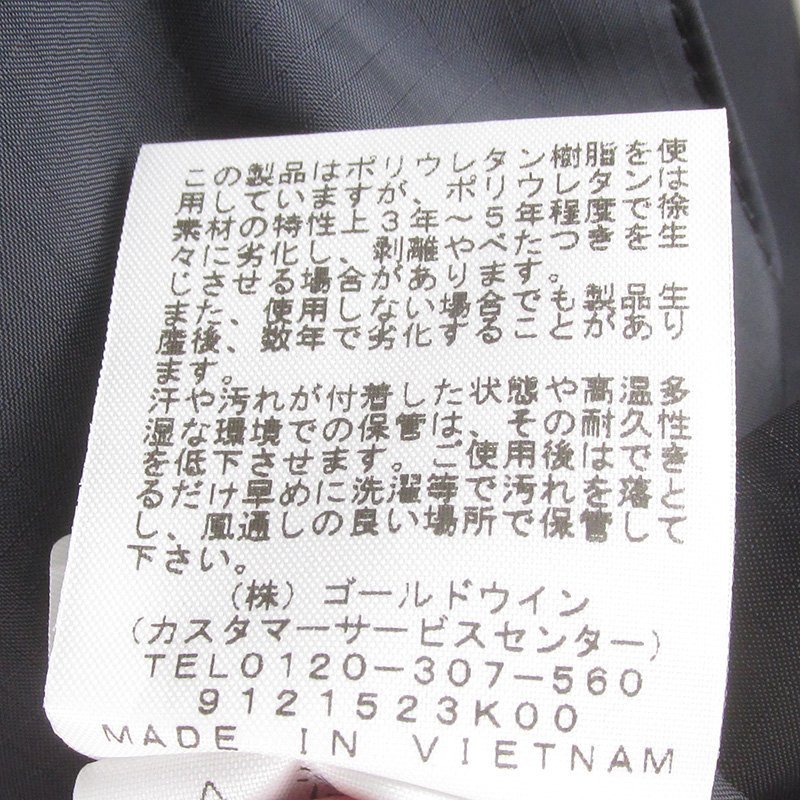 この製品はポリウレタン樹脂を使
用していますが、ポリウレタンは
素材の特性上３年～５年程度で徐
々に劣化し、剥離やべたつきを生
じさせる場合があります。
また、使用しない場合でも製品生
産後、数年で劣化することがあり
ます。
汗や汚れが付着した状態や高温多
湿な環境での保管は、その耐久性
を低下させます。ご使用後はできる
るだけ早めに洗濯等で汚れを落と
し、風通しの良い場所で保管して
下さい。
（株）ゴールドウイン
（カスタマーサービスセンター）
TEL0120-307-560
9121523K00
MADE IN VIETNAM